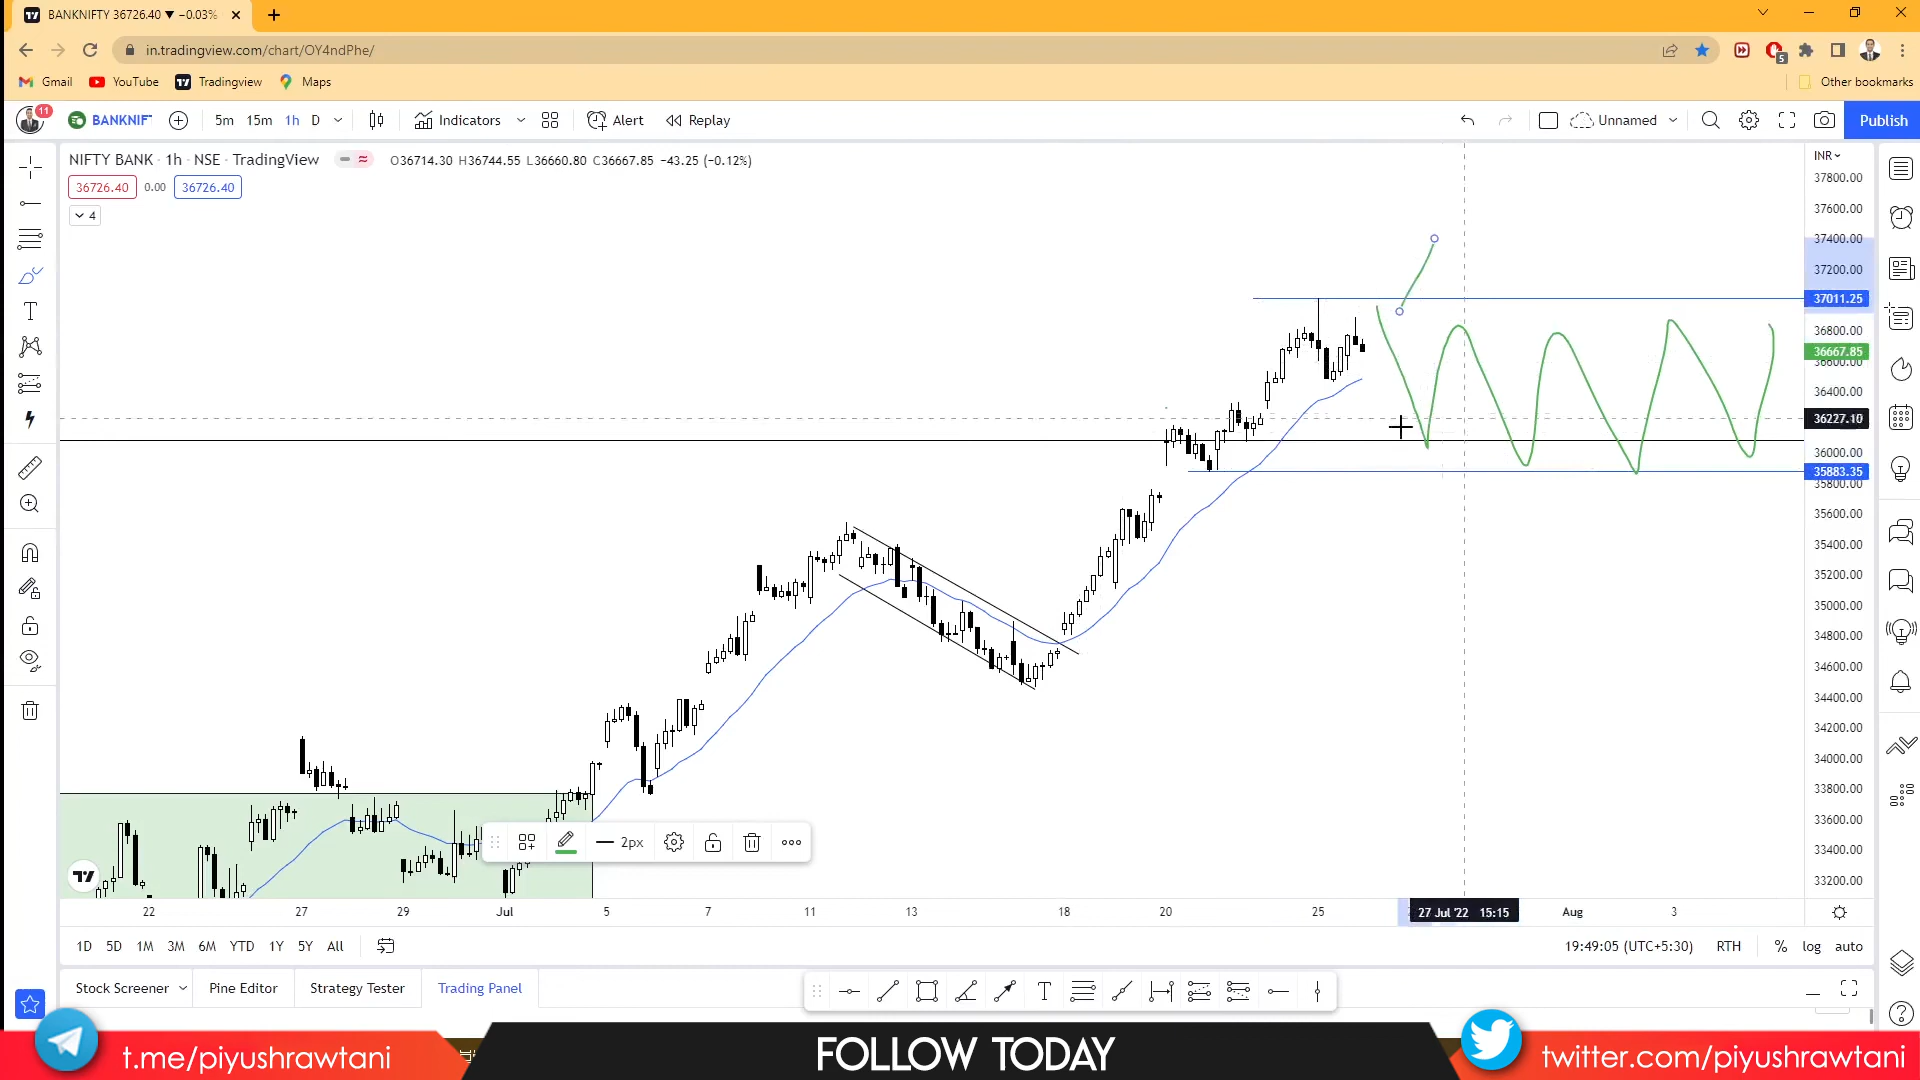 BANKNIFTY 36726.40 ▼ −0.03%
in.tradingview.com/chart/OY4ndPhe/
5
Gmail YouTube Tradingview Maps Other bookmarks
11 BANKNIF 5m 15m 1h D Indicators Alert Replay Unnamed Publish
NIFTY BANK · 1h · NSE · TradingView O36714.30 H36744.55 L36660.80 C36667.85 −43.25 (−0.12%)
INR
36726.40 0.00 36726.40
4
37800.00
37600.00
37400.00
37200.00
37011.25
36800.00
36667.85
36600.00
36400.00
36227.10
36000.00
35883.35
35800.00
35600.00
35400.00
35200.00
35000.00
34800.00
34600.00
34400.00
34200.00
34000.00
33800.00
33600.00
33400.00
33200.00
2px
22 27 29 Jul 5 7 11 13 18 20 25 27 Jul '22 15:15 Aug 3
1D 5D 1M 3M 6M YTD 1Y 5Y All 19:49:05 (UTC+5:30) RTH % log auto
Stock Screener Pine Editor Strategy Tester Trading Panel
t.me/piyushrawtani FOLLOW TODAY twitter.com/piyushrawtani